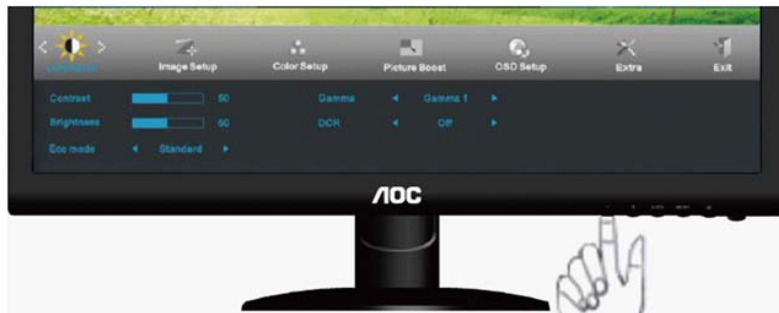 Luminance Image Setup Color Setup Picture Boost OSD Setup Extra Exit
Contrast 50 Gamma Gamma 1
Brightness 50 DCR Off
Eco mode Standard
AOC